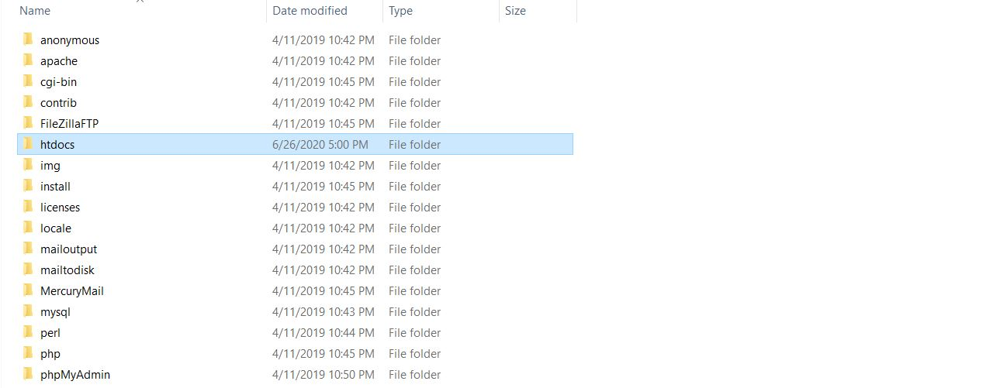 Name Date modified Type Size
anonymous 4/11/2019 10:42 PM File folder
apache 4/11/2019 10:42 PM File folder
cgi-bin 4/11/2019 10:45 PM File folder
contrib 4/11/2019 10:42 PM File folder
FileZillaFTP 4/11/2019 10:45 PM File folder
htdocs 6/26/2020 5:00 PM File folder
img 4/11/2019 10:42 PM File folder
install 4/11/2019 10:45 PM File folder
licenses 4/11/2019 10:42 PM File folder
locale 4/11/2019 10:42 PM File folder
mailoutput 4/11/2019 10:42 PM File folder
mailtodisk 4/11/2019 10:42 PM File folder
MercuryMail 4/11/2019 10:45 PM File folder
mysql 4/11/2019 10:43 PM File folder
perl 4/11/2019 10:44 PM File folder
php 4/11/2019 10:45 PM File folder
phpMyAdmin 4/11/2019 10:50 PM File folder